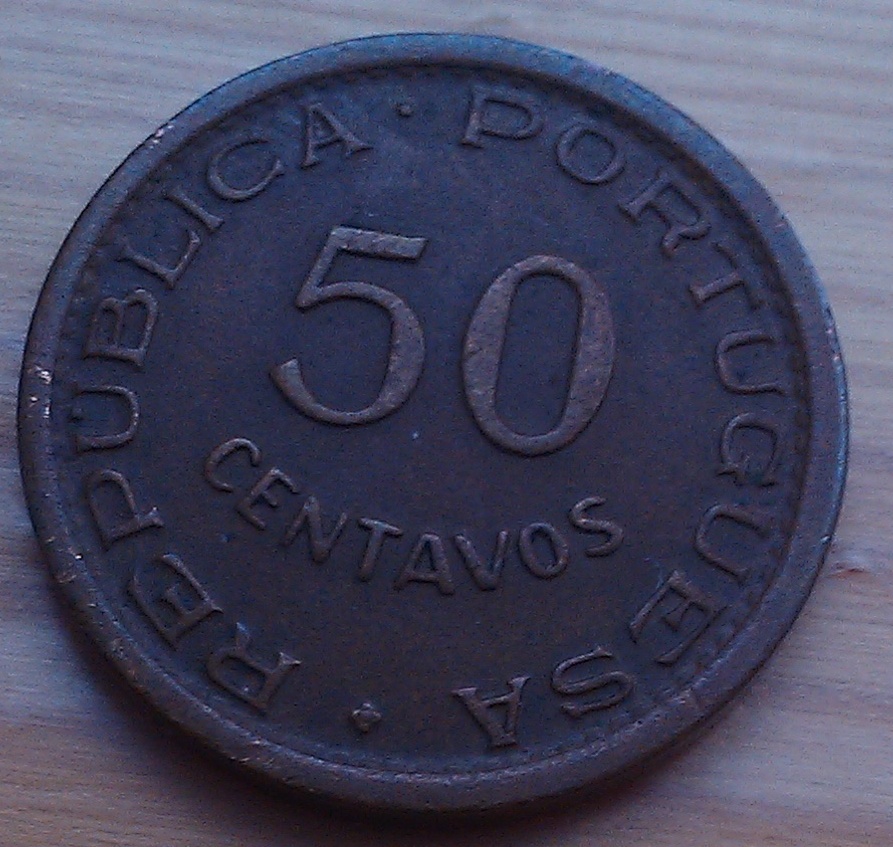 REPUBLICA · PORTUGUESA
50
CENTAVOS